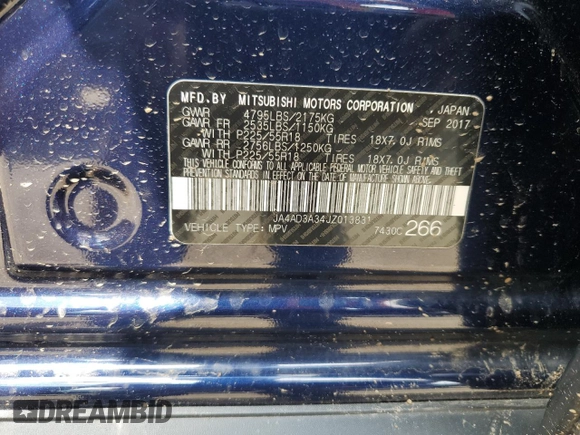 MFD.BY MITSUBISHI MOTORS CORPORATION JAPAN
GVWR 4795LBS/2175KG SEP 2017
GAWR FR 2535LBS/1150KG
WITH P225/55R18 TIRES 18X7.0J RIMS
GAWR RR 2756LBS/1250KG
WITH P225/55R18 TIRES 18X7.0J RIMS
THIS VEHICLE CONFORMS TO ALL APPLICABLE FEDERAL MOTOR VEHICLE SAFETY AND THEFT
PREVENTION STANDARDS IN EFFECT ON THE DATE OF MANUFACTURE SHOWN ABOVE.
JA4AD3A34JZ013831
VEHICLE TYPE: MPV 7430C 266
DREAMBID